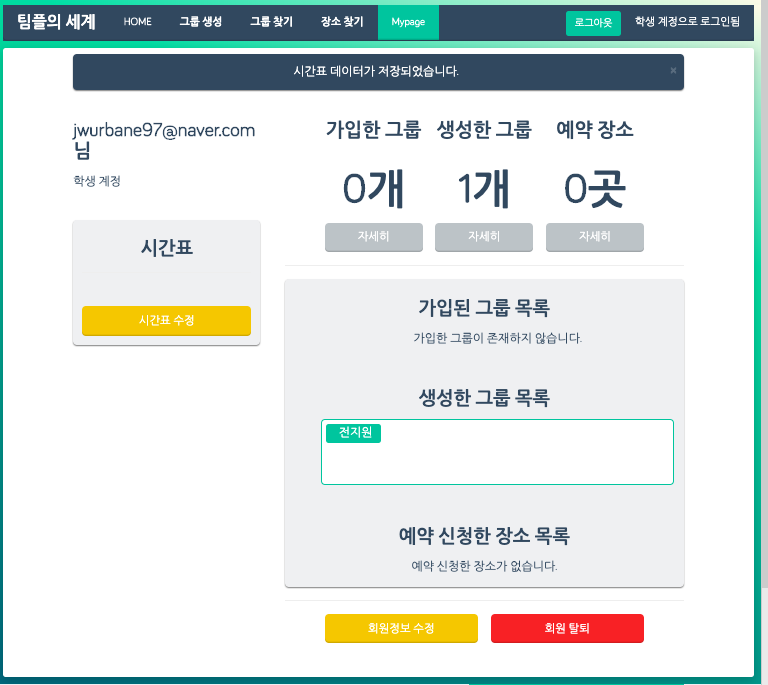 팀플의 세계 HOME 그룹 생성 그룹 찾기 장소 찾기 Mypage 로그아웃 학생 계정으로 로그인됨
시간표 데이터가 저장되었습니다. ×
jwurbane97@naver.com
님
학생 계정
시간표
시간표 수정
가입한 그룹 생성한 그룹 예약 장소
0개 1개 0곳
자세히 자세히 자세히
가입된 그룹 목록
가입한 그룹이 존재하지 않습니다.
생성한 그룹 목록
전지원
예약 신청한 장소 목록
예약 신청한 장소가 없습니다.
회원정보 수정 회원 탈퇴